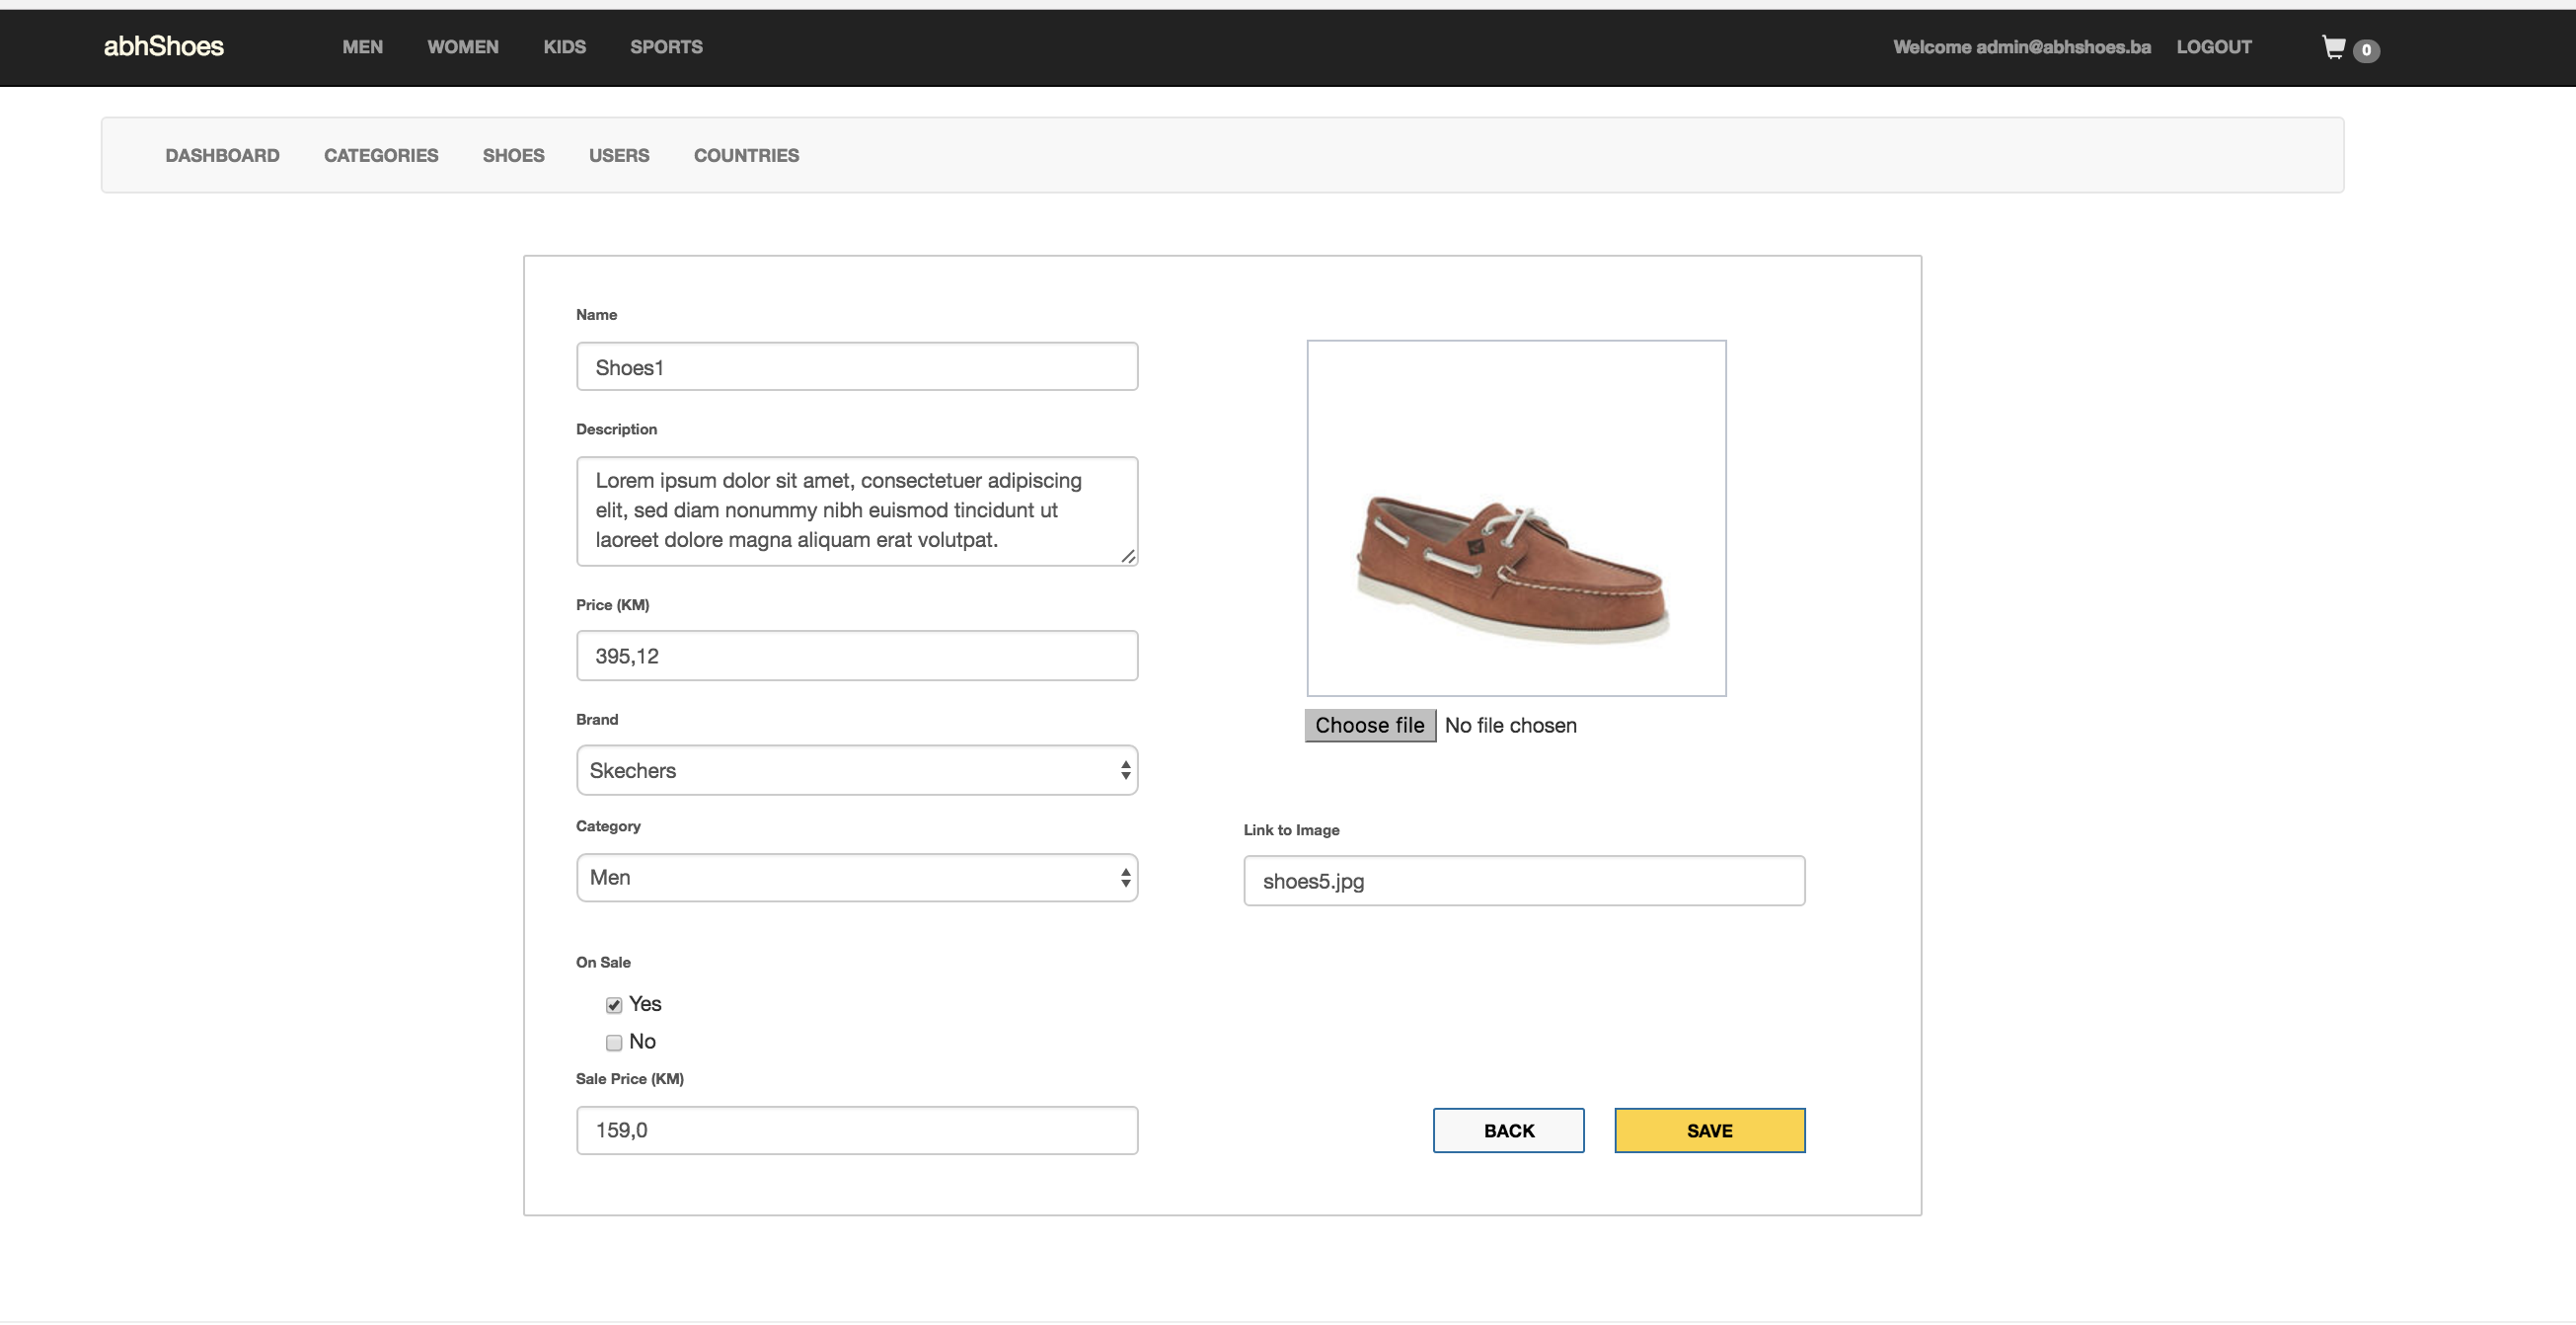 abhShoes MEN WOMEN KIDS SPORTS Welcome admin@abhshoes.ba LOGOUT 0
DASHBOARD CATEGORIES SHOES USERS COUNTRIES
Name
Shoes1
Description
Lorem ipsum dolor sit amet, consectetuer adipiscing
elit, sed diam nonummy nibh euismod tincidunt ut
laoreet dolore magna aliquam erat volutpat.
Price (KM)
395,12
Brand
Skechers
Category
Men
On Sale
Yes
No
Sale Price (KM)
159,0
Choose file No file chosen
Link to Image
shoes5.jpg
BACK SAVE